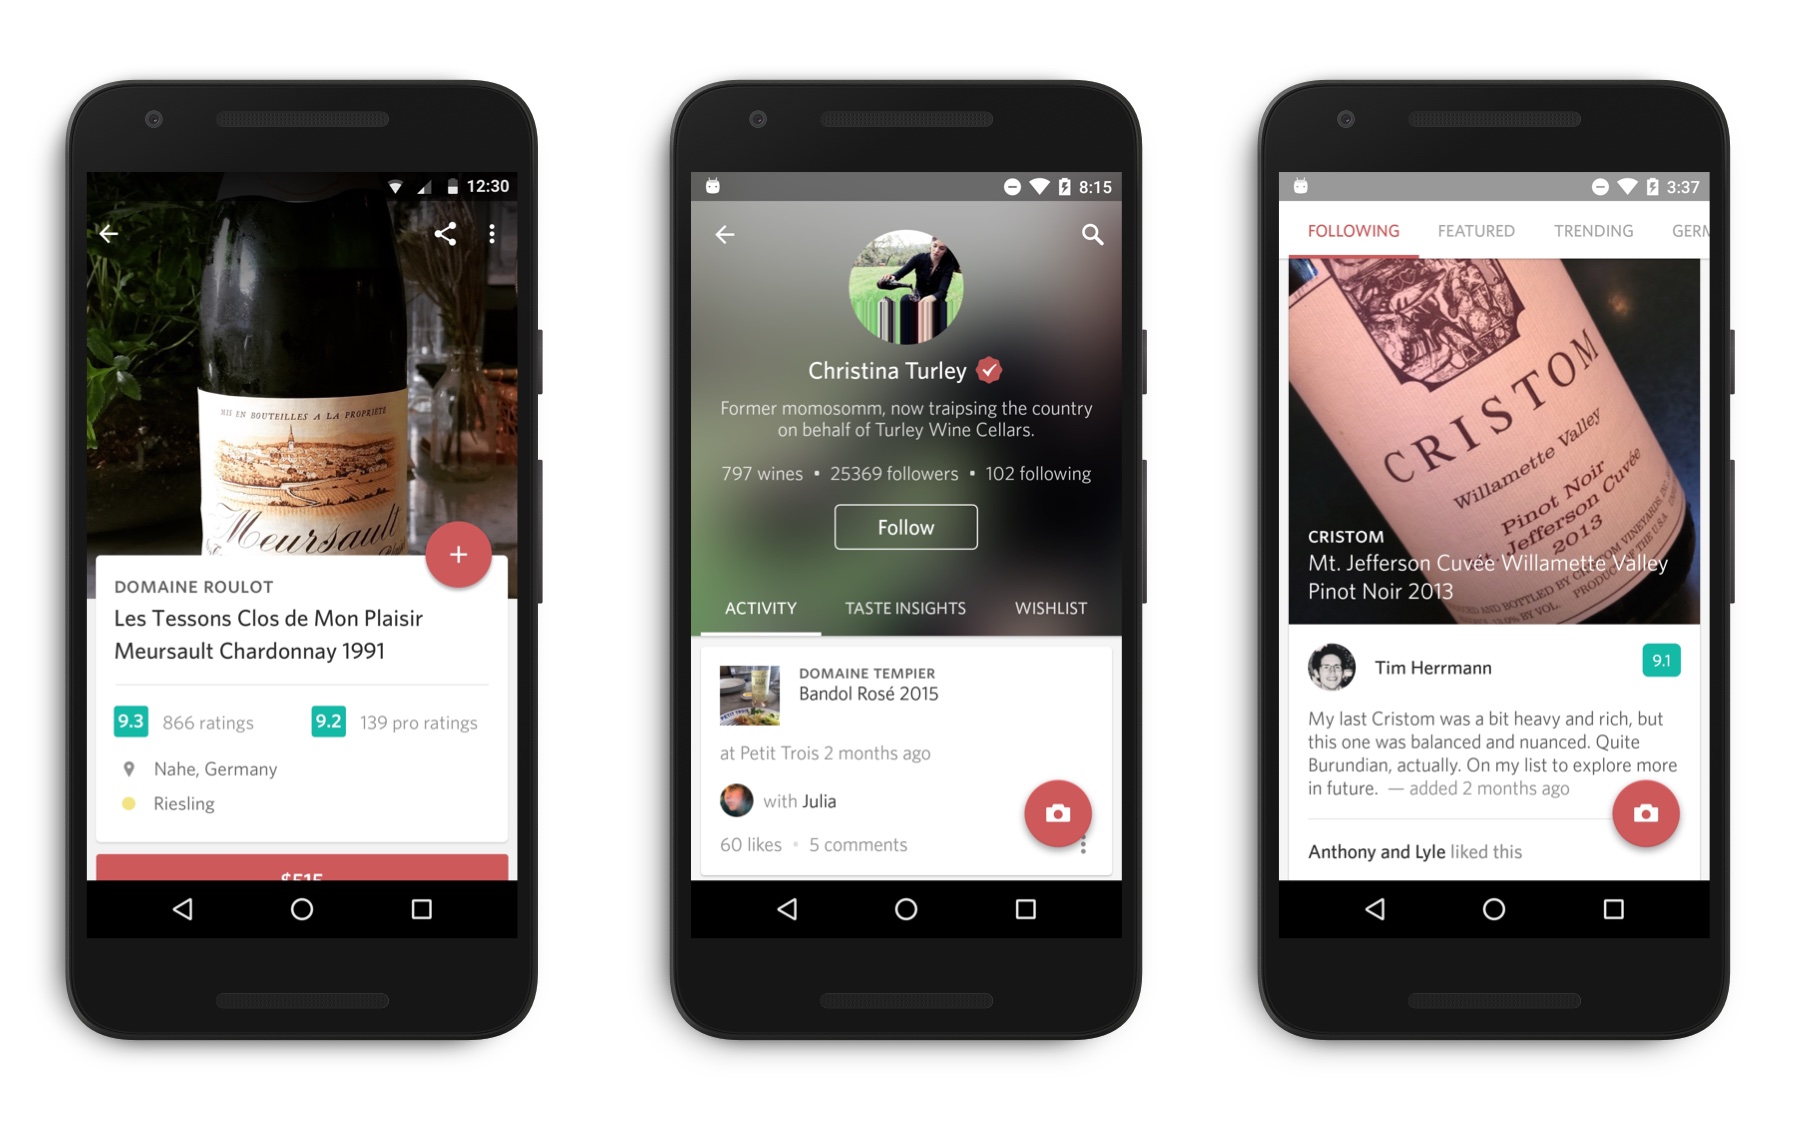 12:30
MIS EN BOUTEILLES A LA PROPRIETE
Meursault
DOMAINE ROULOT
Les Tessons Clos de Mon Plaisir
Meursault Chardonnay 1991
9.3 866 ratings 9.2 139 pro ratings
Nahe, Germany
Riesling
$515
8:15
Christina Turley
Former momosomm, now traipsing the country
on behalf of Turley Wine Cellars.
797 wines • 25369 followers • 102 following
Follow
ACTIVITY TASTE INSIGHTS WISHLIST
DOMAINE TEMPIER
Bandol Rosé 2015
PETIT TROIS
at Petit Trois 2 months ago
with Julia
60 likes • 5 comments
3:37
FOLLOWING FEATURED TRENDING GERM
CRISTOM
Willamette Valley
Pinot Noir
Mt. Jefferson Cuvée
2013
CRISTOM
Mt. Jefferson Cuvée Willamette Valley
Pinot Noir 2013
Tim Herrmann
9.1
My last Cristom was a bit heavy and rich, but
this one was balanced and nuanced. Quite
Burundian, actually. On my list to explore more
in future. — added 2 months ago
Anthony and Lyle liked this